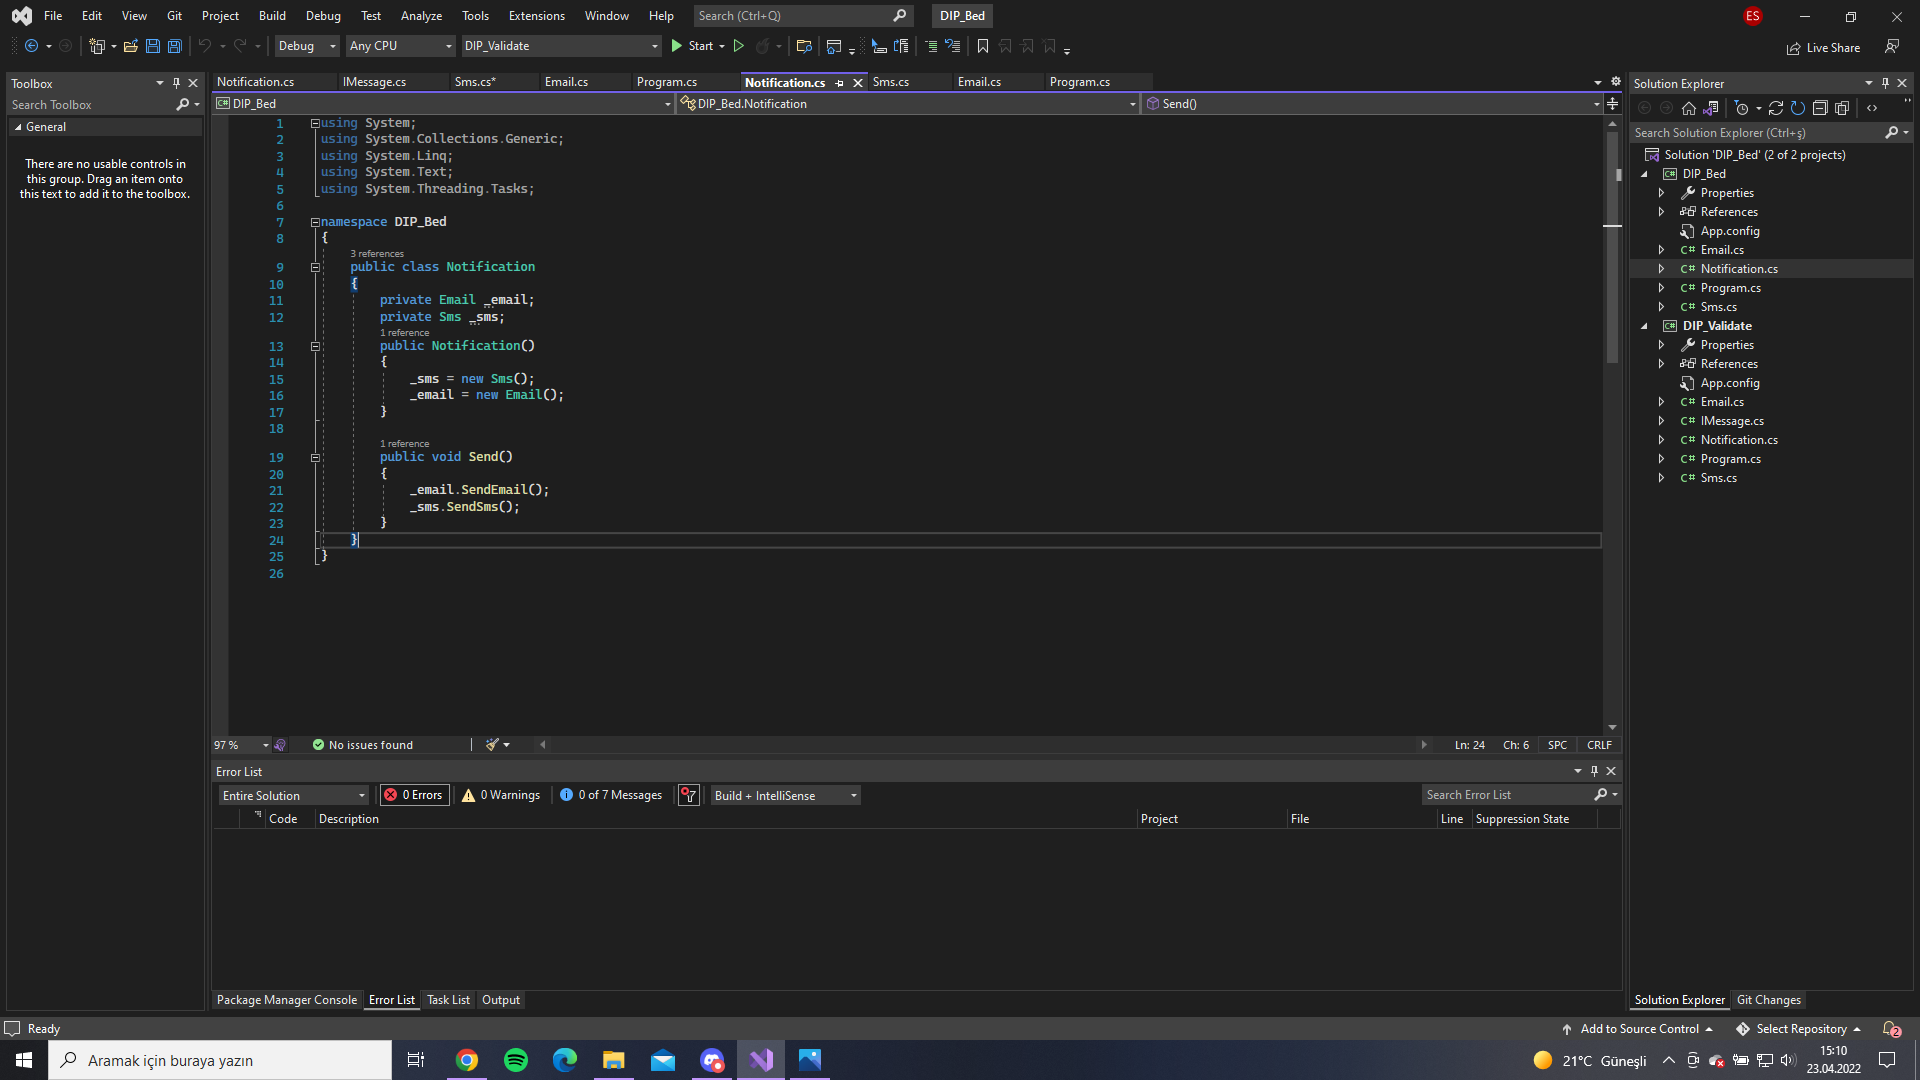 File Edit View Git Project Build Debug Test Analyze Tools Extensions Window Help Search (Ctrl+Q) DIP_Bed ES
Debug Any CPU DIP_Validate Start Live Share
Toolbox
Search Toolbox
General
There are no usable controls in
this group. Drag an item onto
this text to add it to the toolbox.
Notification.cs IMessage.cs Sms.cs* Email.cs Program.cs Notification.cs Sms.cs Email.cs Program.cs
DIP_Bed DIP_Bed.Notification Send()
1 using System;
2 using System.Collections.Generic;
3 using System.Linq;
4 using System.Text;
5 using System.Threading.Tasks;
6
7 namespace DIP_Bed
8 {
3 references
9 public class Notification
10 {
11 private Email _email;
12 private Sms _sms;
1 reference
13 public Notification()
14 {
15 _sms = new Sms();
16 _email = new Email();
17 }
18
1 reference
19 public void Send()
20 {
21 _email.SendEmail();
22 _sms.SendSms();
23 }
24 }
25 }
26
97 % No issues found Ln: 24 Ch: 6 SPC CRLF
Error List
Entire Solution 0 Errors 0 Warnings 0 of 7 Messages Build + IntelliSense Search Error List
Code Description Project File Line Suppression State
Package Manager Console Error List Task List Output
Solution Explorer
Search Solution Explorer (Ctrl+ş)
Solution 'DIP_Bed' (2 of 2 projects)
C# DIP_Bed
Properties
References
App.config
C# Email.cs
C# Notification.cs
C# Program.cs
C# Sms.cs
C# DIP_Validate
Properties
References
App.config
C# Email.cs
C# IMessage.cs
C# Notification.cs
C# Program.cs
C# Sms.cs
Solution Explorer Git Changes
Ready Add to Source Control Select Repository 2
Aramak için buraya yazın 21°C Güneşli 15:10
23.04.2022